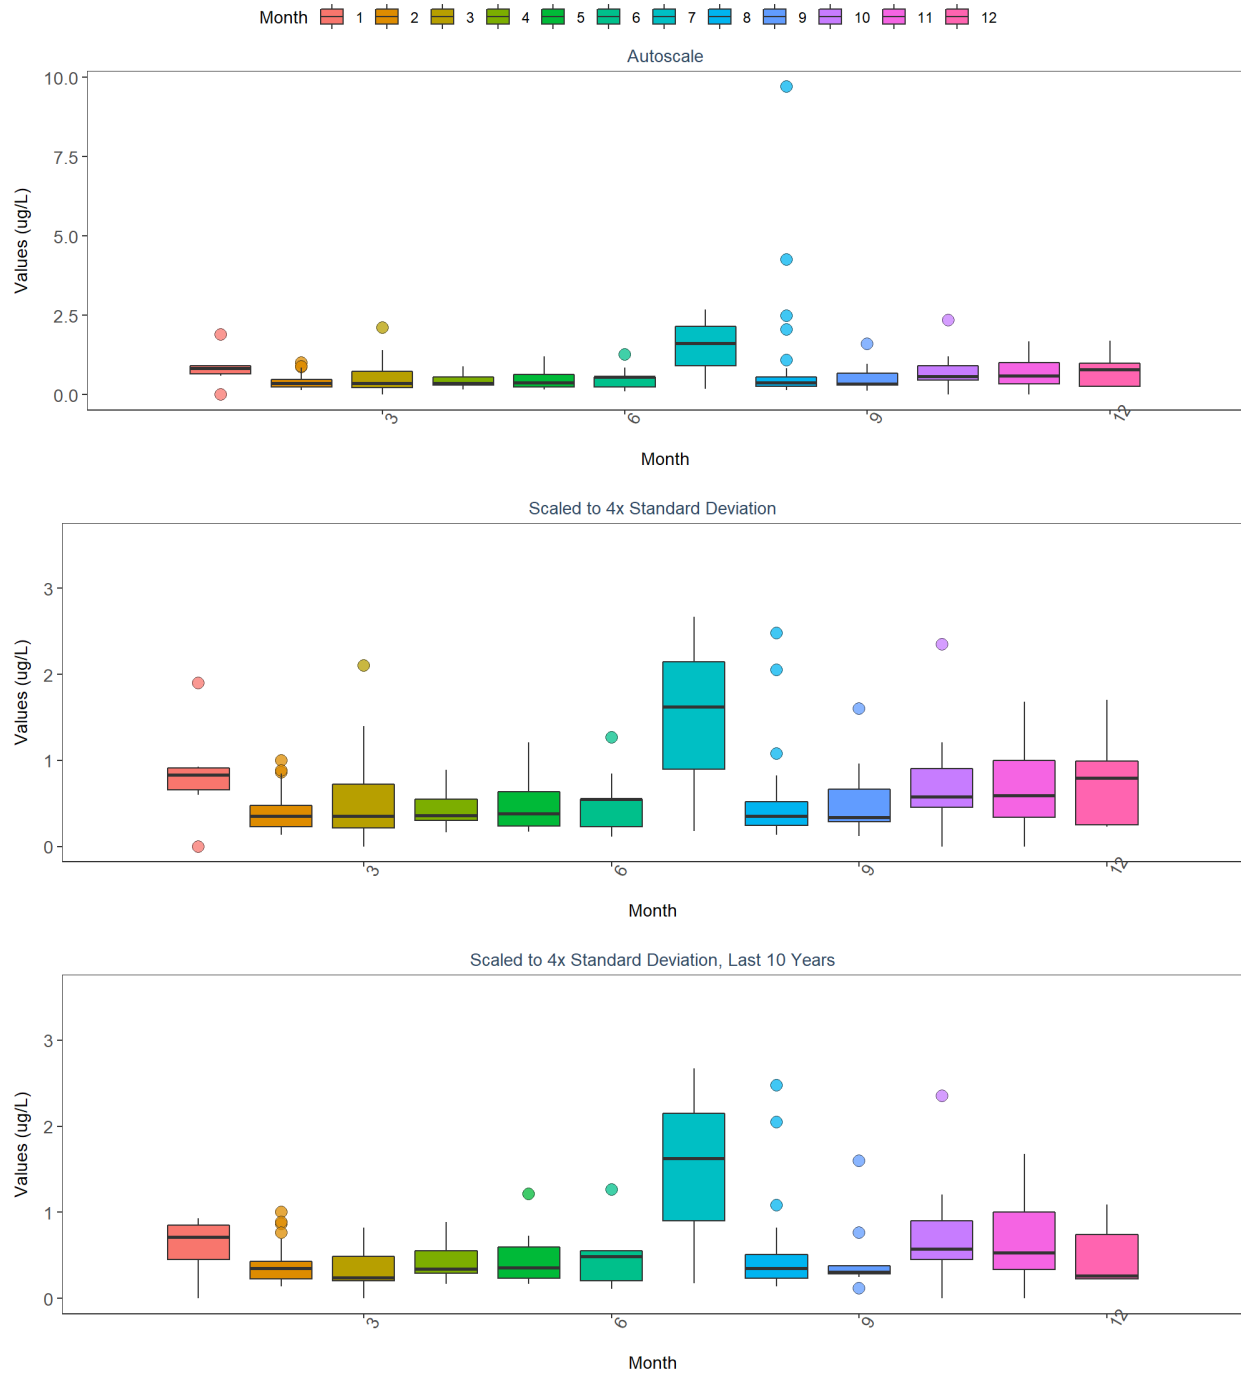 Month 1 2 3 4 5 6 7 8 9 10 11 12
Autoscale
Values (ug/L)
10.0
7.5
5.0
2.5
0.0
3 6 9 12
Month
Scaled to 4x Standard Deviation
Values (ug/L)
3
2
1
0
3 6 9 12
Month
Scaled to 4x Standard Deviation, Last 10 Years
Values (ug/L)
3
2
1
0
3 6 9 12
Month